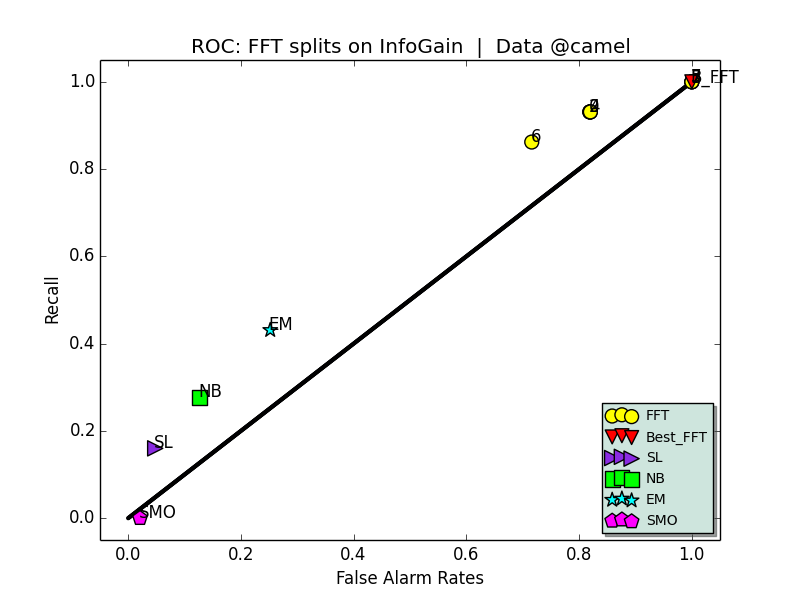 ROC: FFT splits on InfoGain | Data @camel
1.0
0.8
0.6
0.4
0.2
0.0
Recall
_FFT
6
EM
NB
SL
SMO
FFT
Best_FFT
SL
NB
EM
SMO
0.0 0.2 0.4 0.6 0.8 1.0
False Alarm Rates